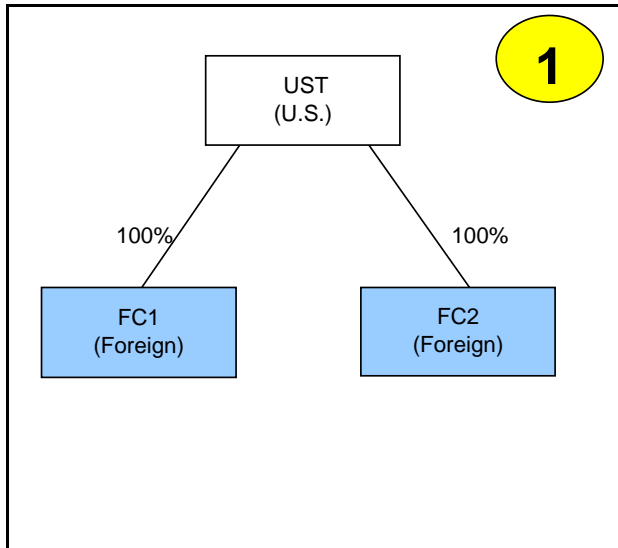 1
UST
(U.S.)
100%
100%
FC1
(Foreign)
FC2
(Foreign)